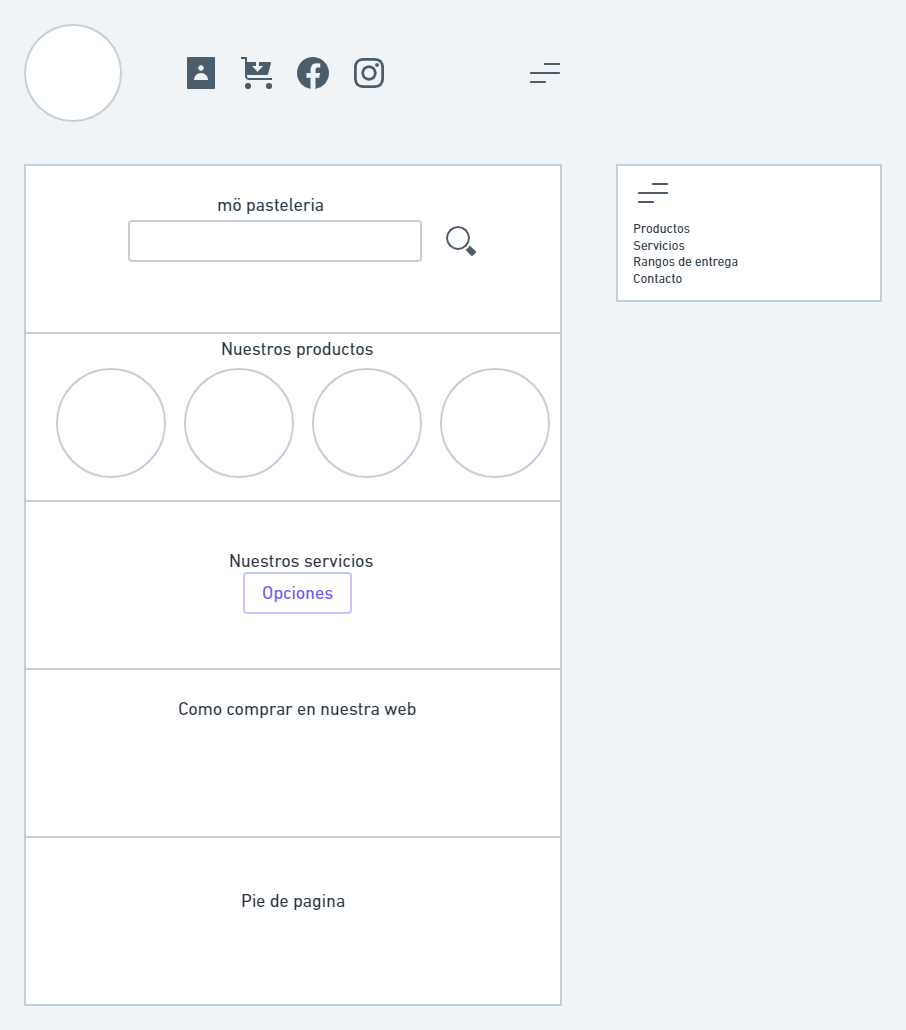 mö pasteleria
Nuestros productos
Nuestros servicios
Opciones
Como comprar en nuestra web
Pie de pagina
Productos
Servicios
Rangos de entrega
Contacto